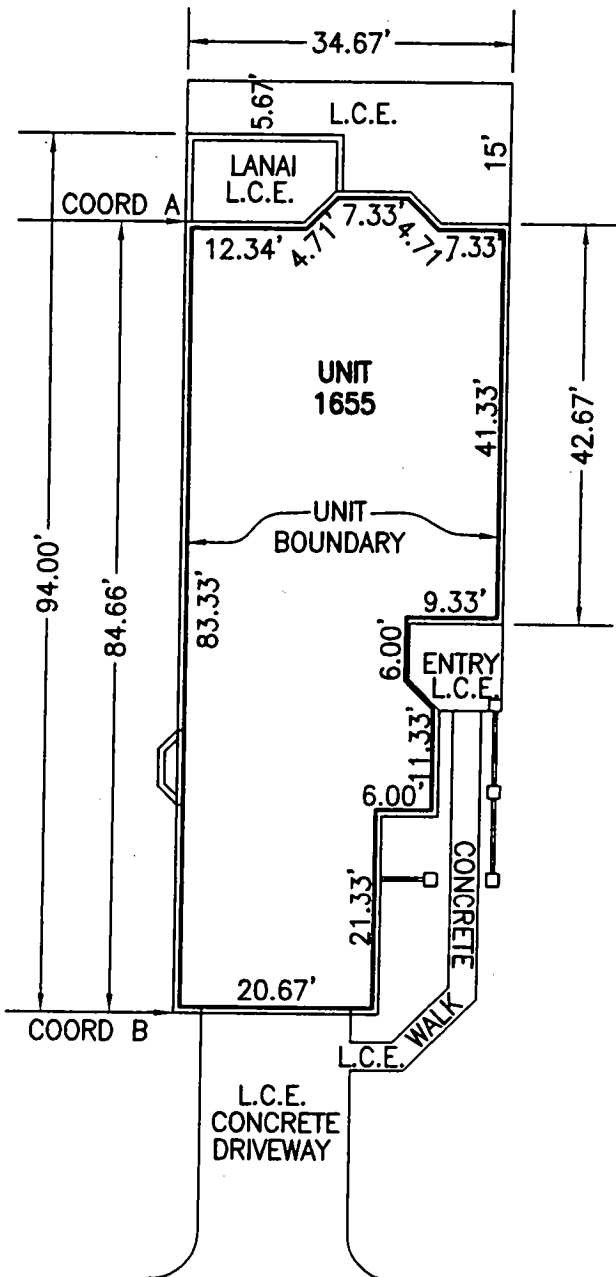 34.67'
L.C.E.
5.67'
15'
LANAI
L.C.E.
COORD A
7.33'
12.34'
4.71'
4.71'
7.33'
UNIT
1655
41.33'
42.67'
UNIT
BOUNDARY
94.00'
84.66'
83.33'
9.33'
6.00'
ENTRY
L.C.E.
11.33'
6.00'
21.33'
CONCRETE
WALK
20.67'
COORD B
L.C.E.
L.C.E.
CONCRETE
DRIVEWAY